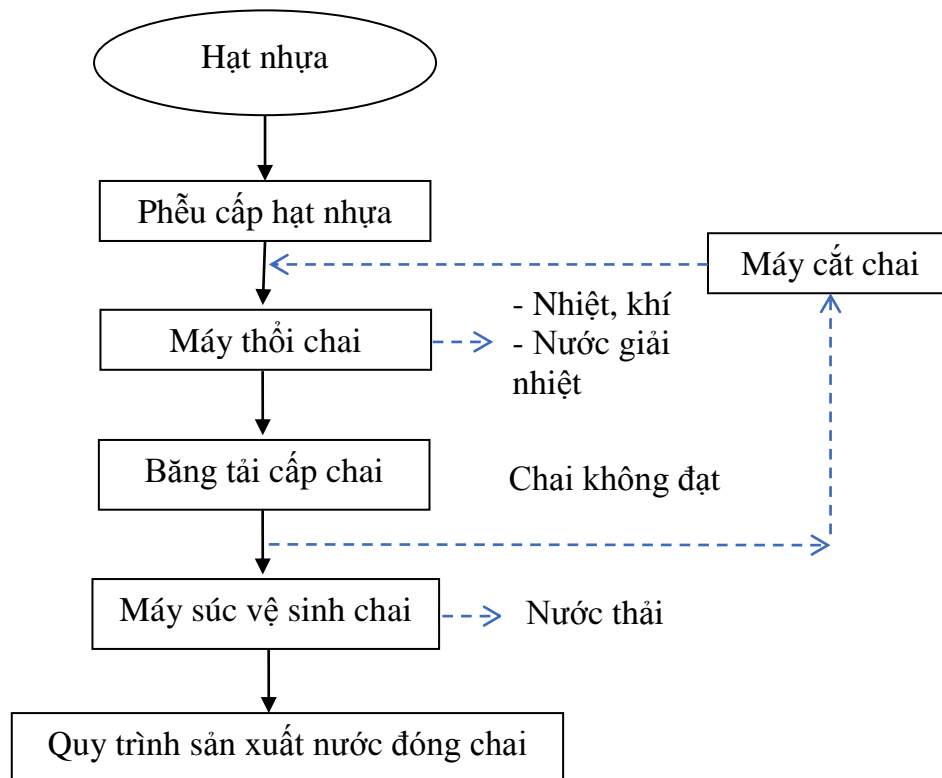 Hạt nhựa
Phễu cấp hạt nhựa
Máy cắt chai
- Nhiệt, khí
Máy thổi chai
- Nước giải
nhiệt
Băng tải cấp chai
Chai không đạt
Máy súc vệ sinh chai
Nước thải
Quy trình sản xuất nước đóng chai